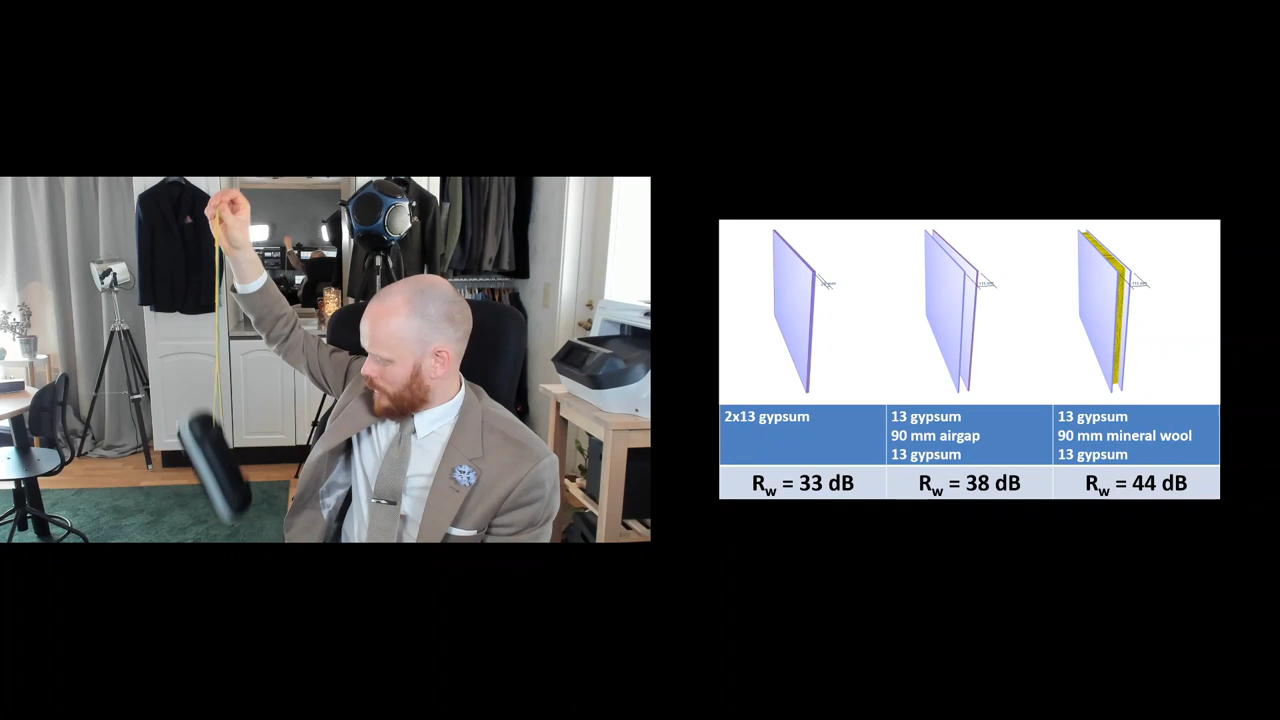 2x13 gypsum
13 gypsum
90 mm airgap
13 gypsum
13 gypsum
90 mm mineral wool
13 gypsum
Rw = 33 dB
Rw = 38 dB
Rw = 44 dB